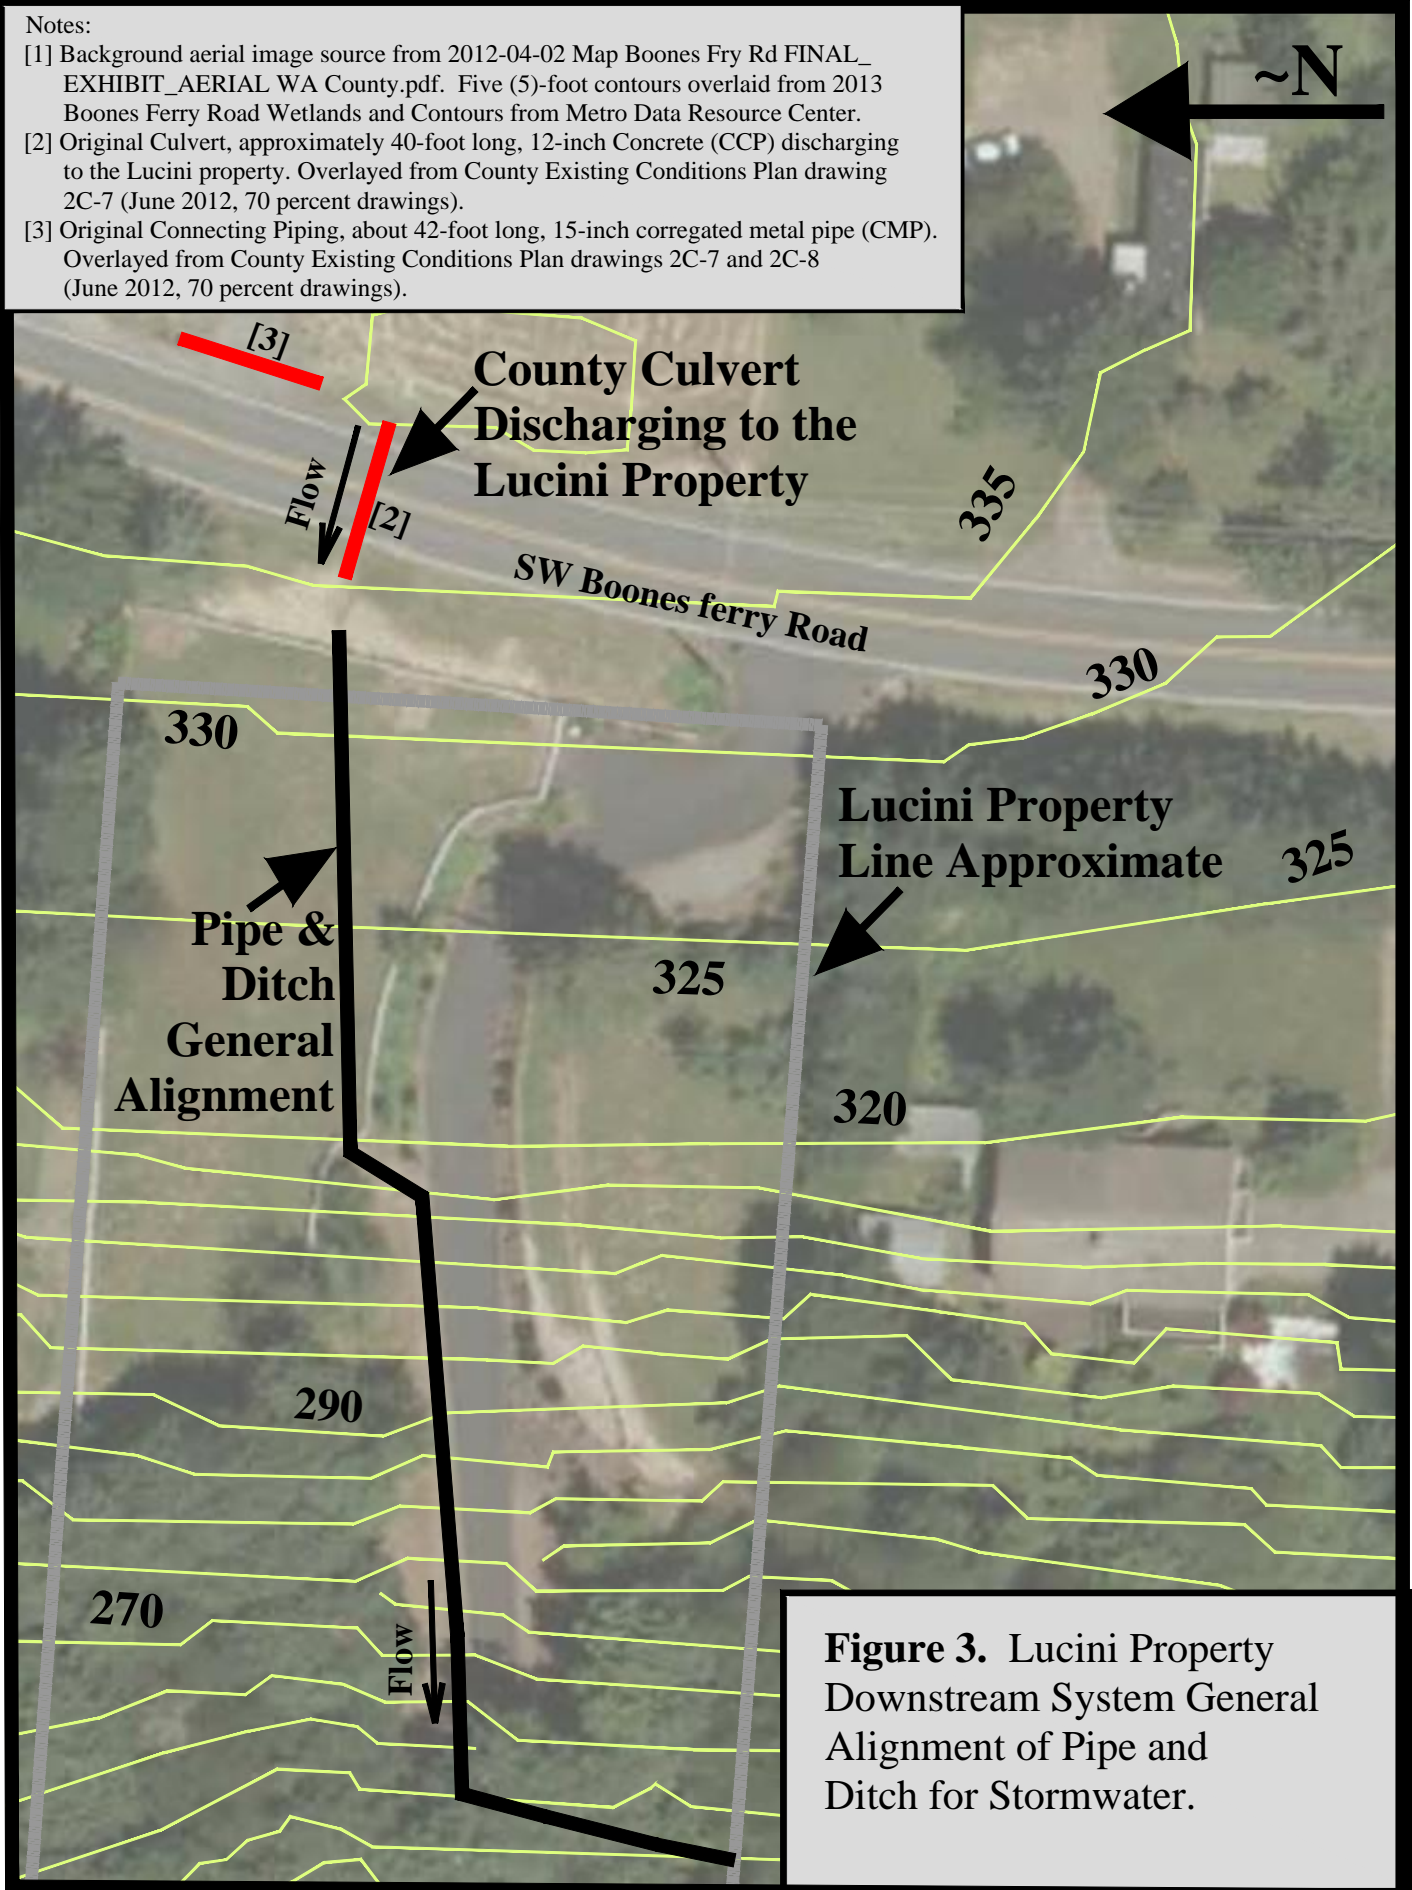 Notes:
[1] Background aerial image source from 2012-04-02 Map Boones Fry Rd FINAL_
EXHIBIT_AERIAL WA County.pdf. Five (5)-foot contours overlaid from 2013
Boones Ferry Road Wetlands and Contours from Metro Data Resource Center.
[2] Original Culvert, approximately 40-foot long, 12-inch Concrete (CCP) discharging
to the Lucini property. Overlayed from County Existing Conditions Plan drawing
2C-7 (June 2012, 70 percent drawings).
[3] Original Connecting Piping, about 42-foot long, 15-inch corregated metal pipe (CMP).
Overlayed from County Existing Conditions Plan drawings 2C-7 and 2C-8
(June 2012, 70 percent drawings).
~N
[3]
County Culvert
Discharging to the
Lucini Property
Flow
[2]
335
SW Boones ferry Road
330
330
Lucini Property
Line Approximate
325
Pipe &
Ditch
General
Alignment
325
320
290
270
Flow
Figure 3. Lucini Property
Downstream System General
Alignment of Pipe and
Ditch for Stormwater.